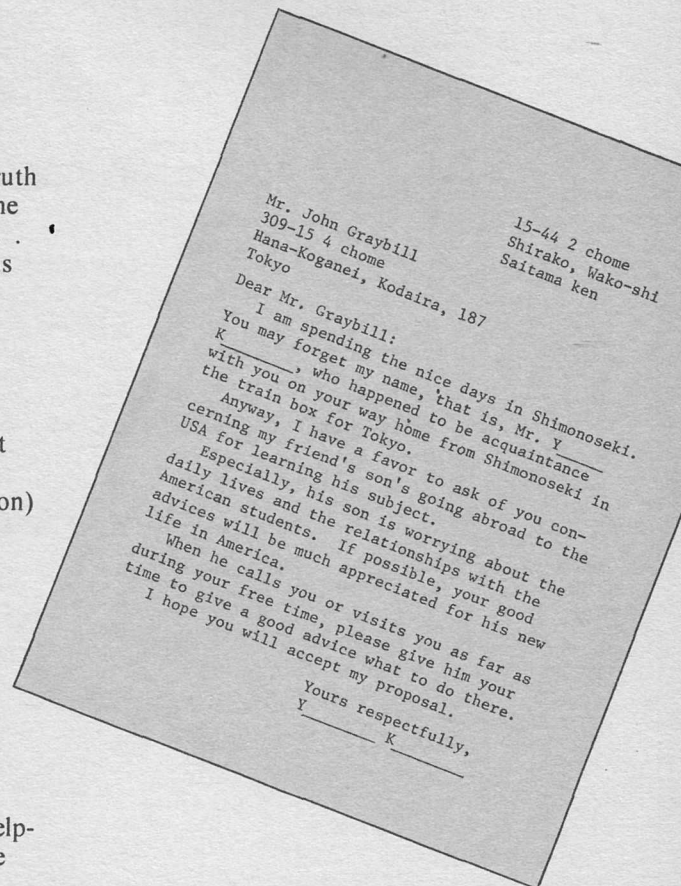 uth
ne
.
s
t
on)
elp-
e
15-44 2 chome
Shirako, Wako-shi
Saitama ken
Mr. John Graybill
309-15 4 chome
Hana-Koganei, Kodaira, 187
Tokyo
Dear Mr. Graybill:
I am spending the nice days in Shimonoseki.
You may forget my name, that is, Mr. Y_____
K_______, who happened to be acquaintance
with you on your way home from Shimonoseki in
the train box for Tokyo.
Anyway, I have a favor to ask of you con-
cerning my friend's son's going abroad to the
USA for learning his subject.
Especially, his son is worrying about the
daily lives and the relationships with the
American students. If possible, your good
advices will be much appreciated for his new
life in America.
When he calls you or visits you as far as
during your free time, please give him your
time to give a good advice what to do there.
I hope you will accept my proposal.
Yours respectfully,
Y_______ K_______